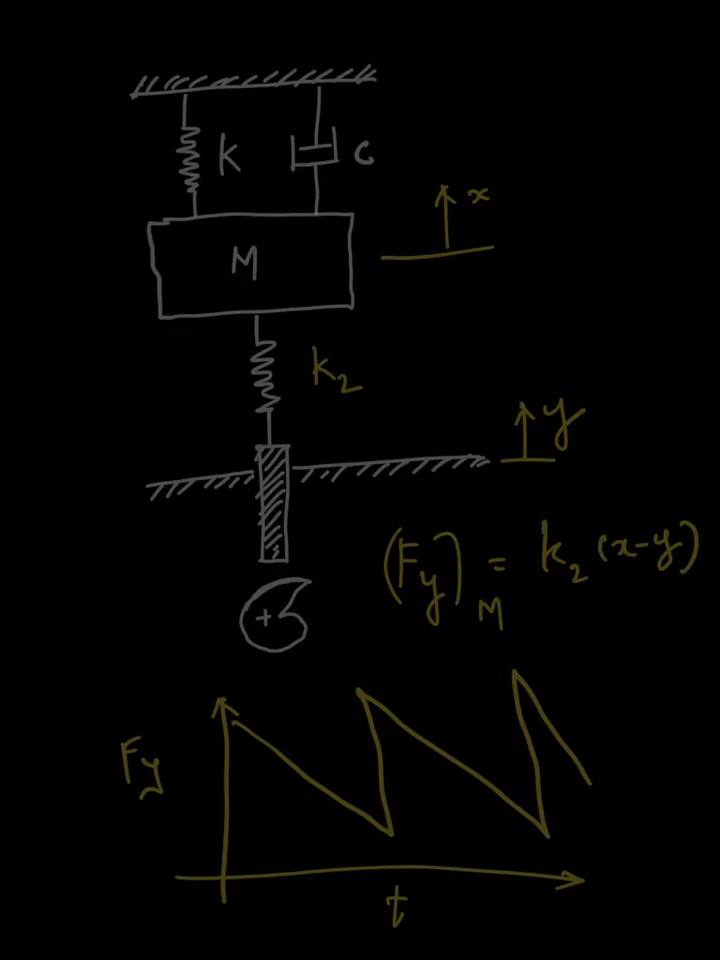 k
c
M
x
k₂
y
(Fy)M = k₂(x-y)
+
Fy
t